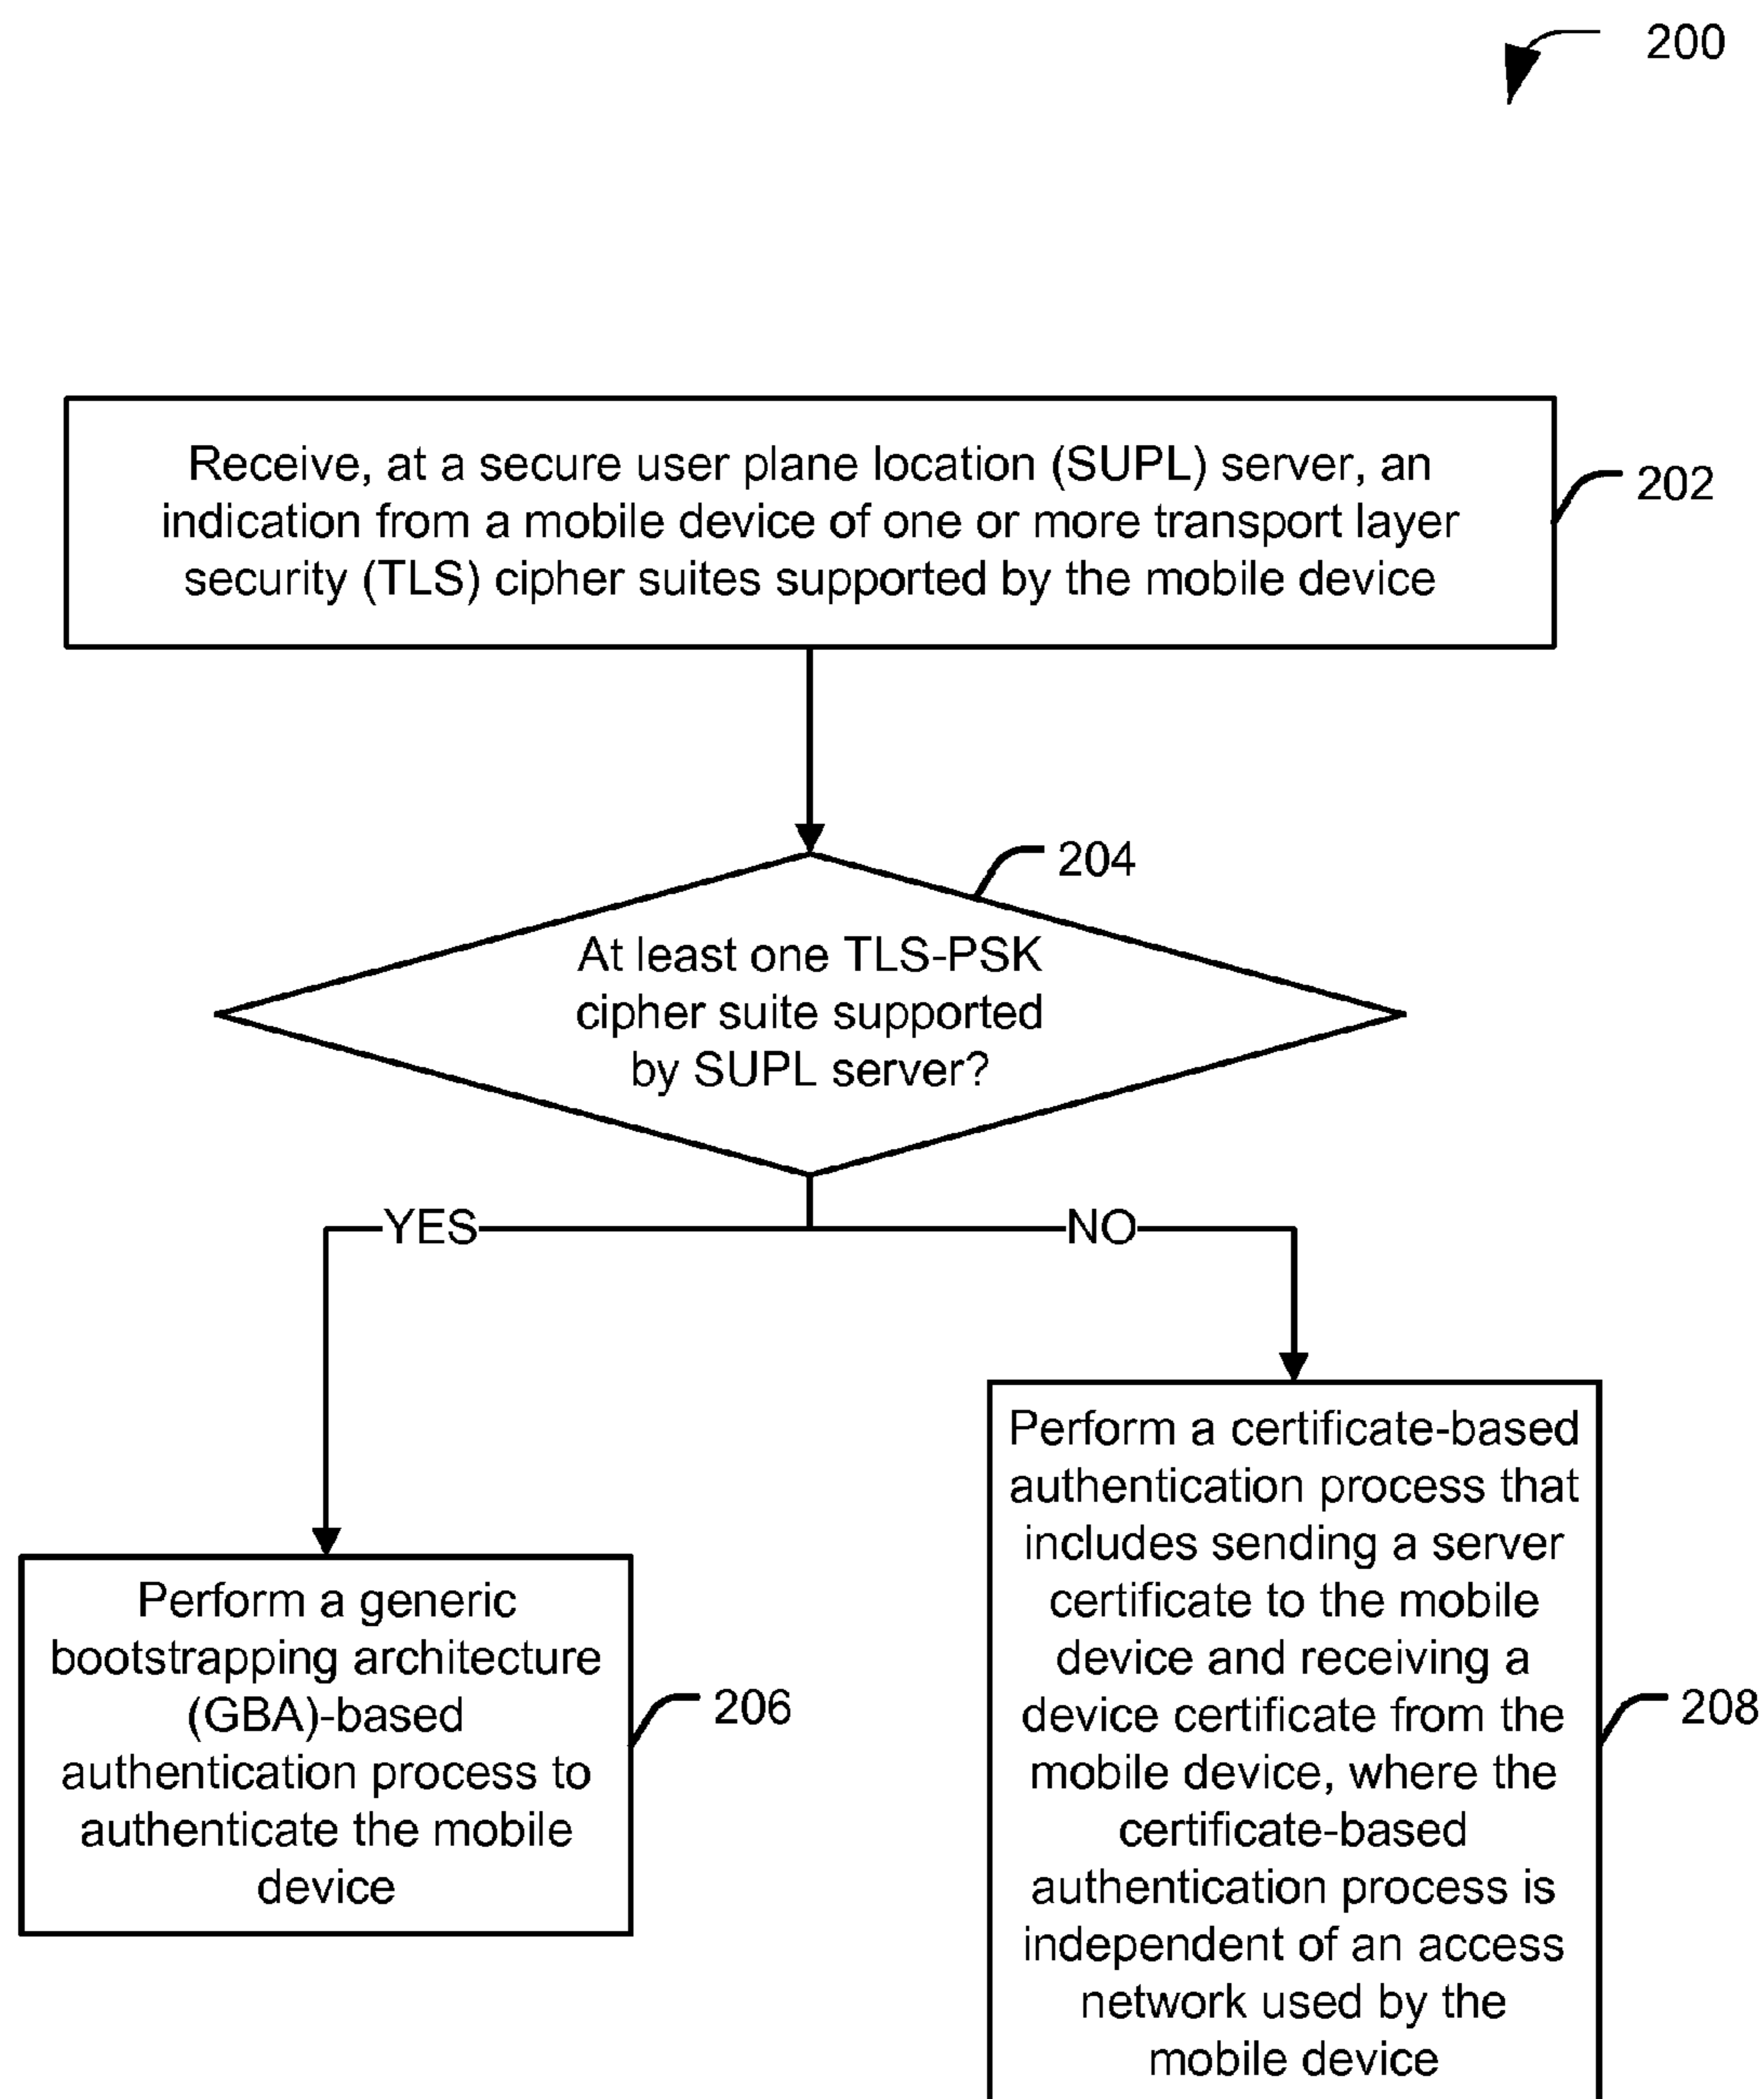 200
Receive, at a secure user plane location (SUPL) server, an
indication from a mobile device of one or more transport layer
security (TLS) cipher suites supported by the mobile device
202
204
At least one TLS-PSK
cipher suite supported
by SUPL server?
YES
NO
Perform a generic
bootstrapping architecture
(GBA)-based
authentication process to
authenticate the mobile
device
206
Perform a certificate-based
authentication process that
includes sending a server
certificate to the mobile
device and receiving a
device certificate from the
mobile device, where the
certificate-based
authentication process is
independent of an access
network used by the
mobile device
208